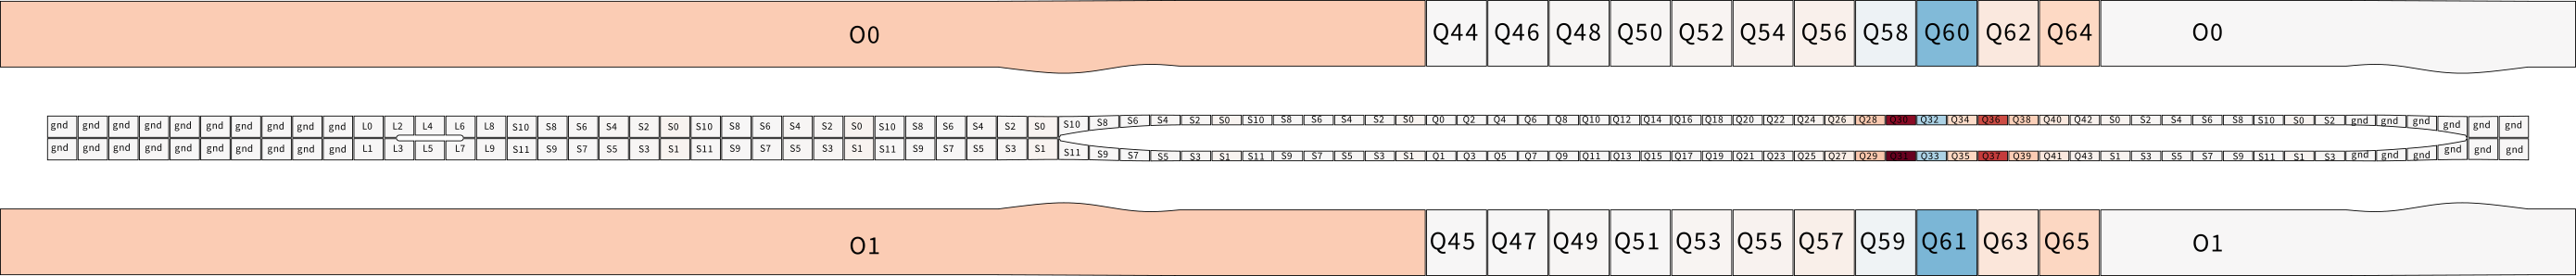 O0 Q44 Q46 Q48 Q50 Q52 Q54 Q56 Q58 Q60 Q62 Q64 O0
gnd gnd gnd gnd gnd gnd gnd gnd gnd gnd L0 L2 L4 L6 L8 S10 S8 S6 S4 S2 S0 S10 S8 S6 S4 S2 S0 S10 S8 S6 S4 S2 S0 S10 S8 S6 S4 S2 S0 S10 S8 S6 S4 S2 S0 Q0 Q2 Q4 Q6 Q8 Q10 Q12 Q14 Q16 Q18 Q20 Q22 Q24 Q26 Q28 Q30 Q32 Q34 Q36 Q38 Q40 Q42 S0 S2 S4 S6 S8 S10 S0 S2 gnd gnd gnd gnd gnd gnd
gnd gnd gnd gnd gnd gnd gnd gnd gnd gnd L1 L3 L5 L7 L9 S11 S9 S7 S5 S3 S1 S11 S9 S7 S5 S3 S1 S11 S9 S7 S5 S3 S1 S11 S9 S7 S5 S3 S1 S11 S9 S7 S5 S3 S1 Q1 Q3 Q5 Q7 Q9 Q11 Q13 Q15 Q17 Q19 Q21 Q23 Q25 Q27 Q29 Q31 Q33 Q35 Q37 Q39 Q41 Q43 S1 S3 S5 S7 S9 S11 S1 S3 gnd gnd gnd gnd gnd gnd
O1 Q45 Q47 Q49 Q51 Q53 Q55 Q57 Q59 Q61 Q63 Q65 O1